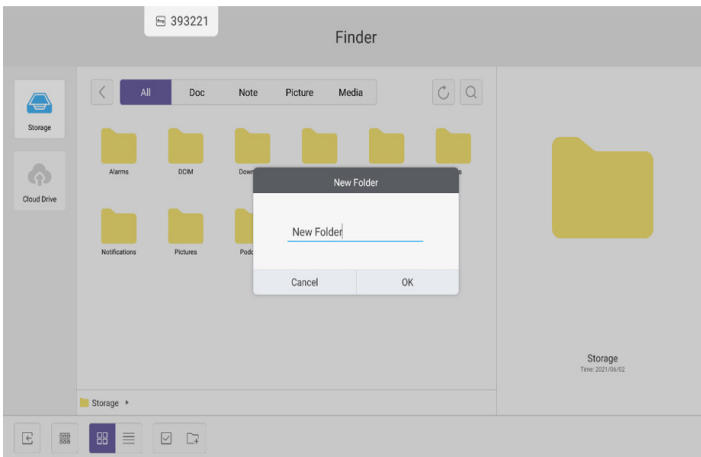 Pro 393221
Finder
All Doc Note Picture Media
Storage
Cloud Drive
Alarms DCIM
Notifications Pictures
New Folder
New Folder
Cancel OK
Storage
Time: 2021/06/02
Storage